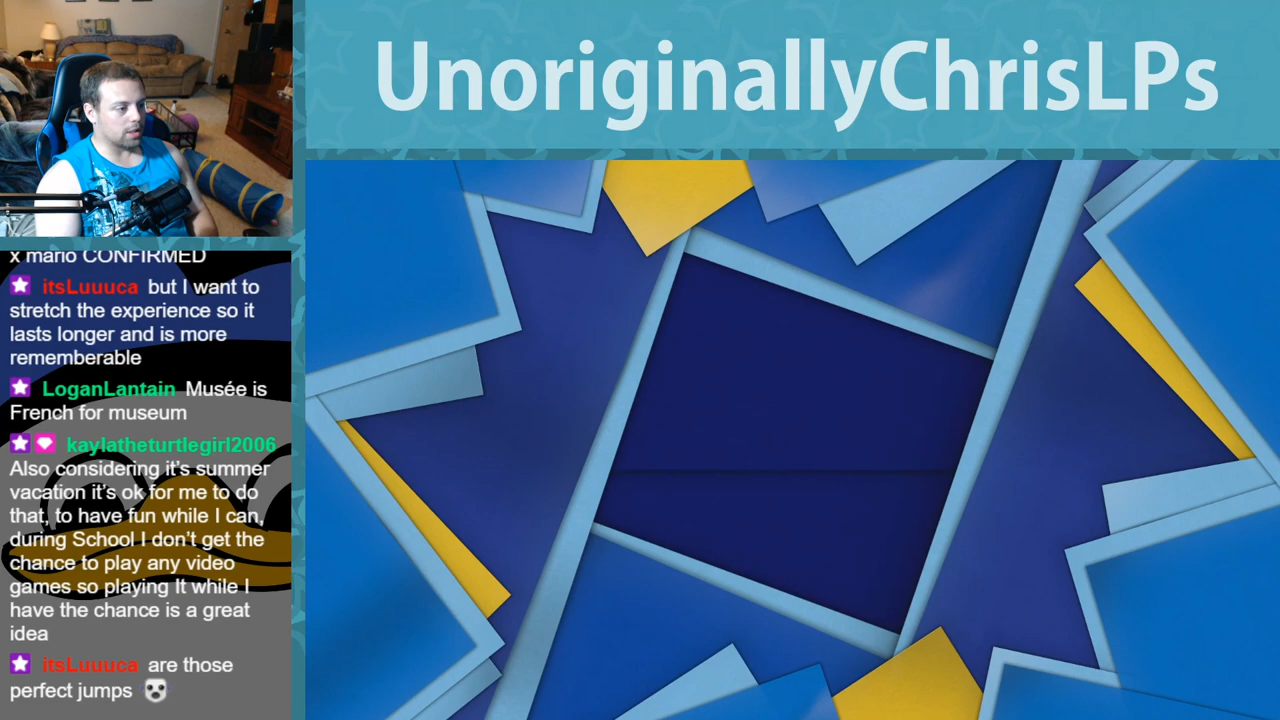 UnoriginallyChrisLPs
x mario CONFIRMED
itsLuuuca but I want to
stretch the experience so it
lasts longer and is more
rememberable
LoganLantain Musée is
French for museum
kaylatheturtlegirl2006
Also considering it's summer
vacation it's ok for me to do
that, to have fun while I can,
during School I don't get the
chance to play any video
games so playing It while I
have the chance is a great
idea
itsLuuuca are those
perfect jumps